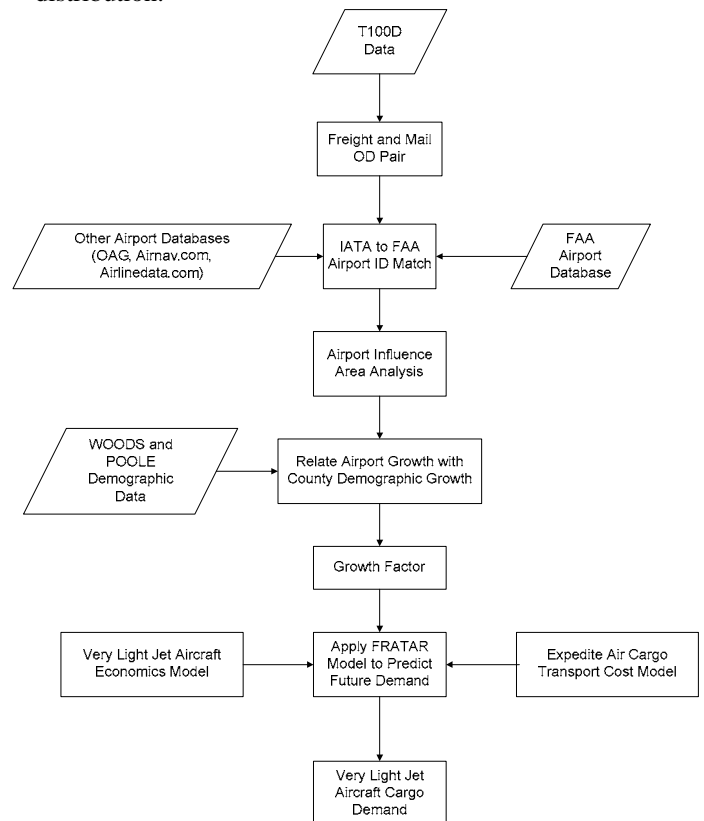 distribution.
T100D
Data
Freight and Mail
OD Pair
Other Airport Databases
(OAG, Airnav.com,
Airlinedata.com)
IATA to FAA
Airport ID Match
FAA
Airport
Database
Airport Influence
Area Analysis
WOODS and
POOLE
Demographic
Data
Relate Airport Growth with
County Demographic Growth
Growth Factor
Very Light Jet Aircraft
Economics Model
Apply FRATAR
Model to Predict
Future Demand
Expedite Air Cargo
Transport Cost Model
Very Light Jet
Aircraft Cargo
Demand